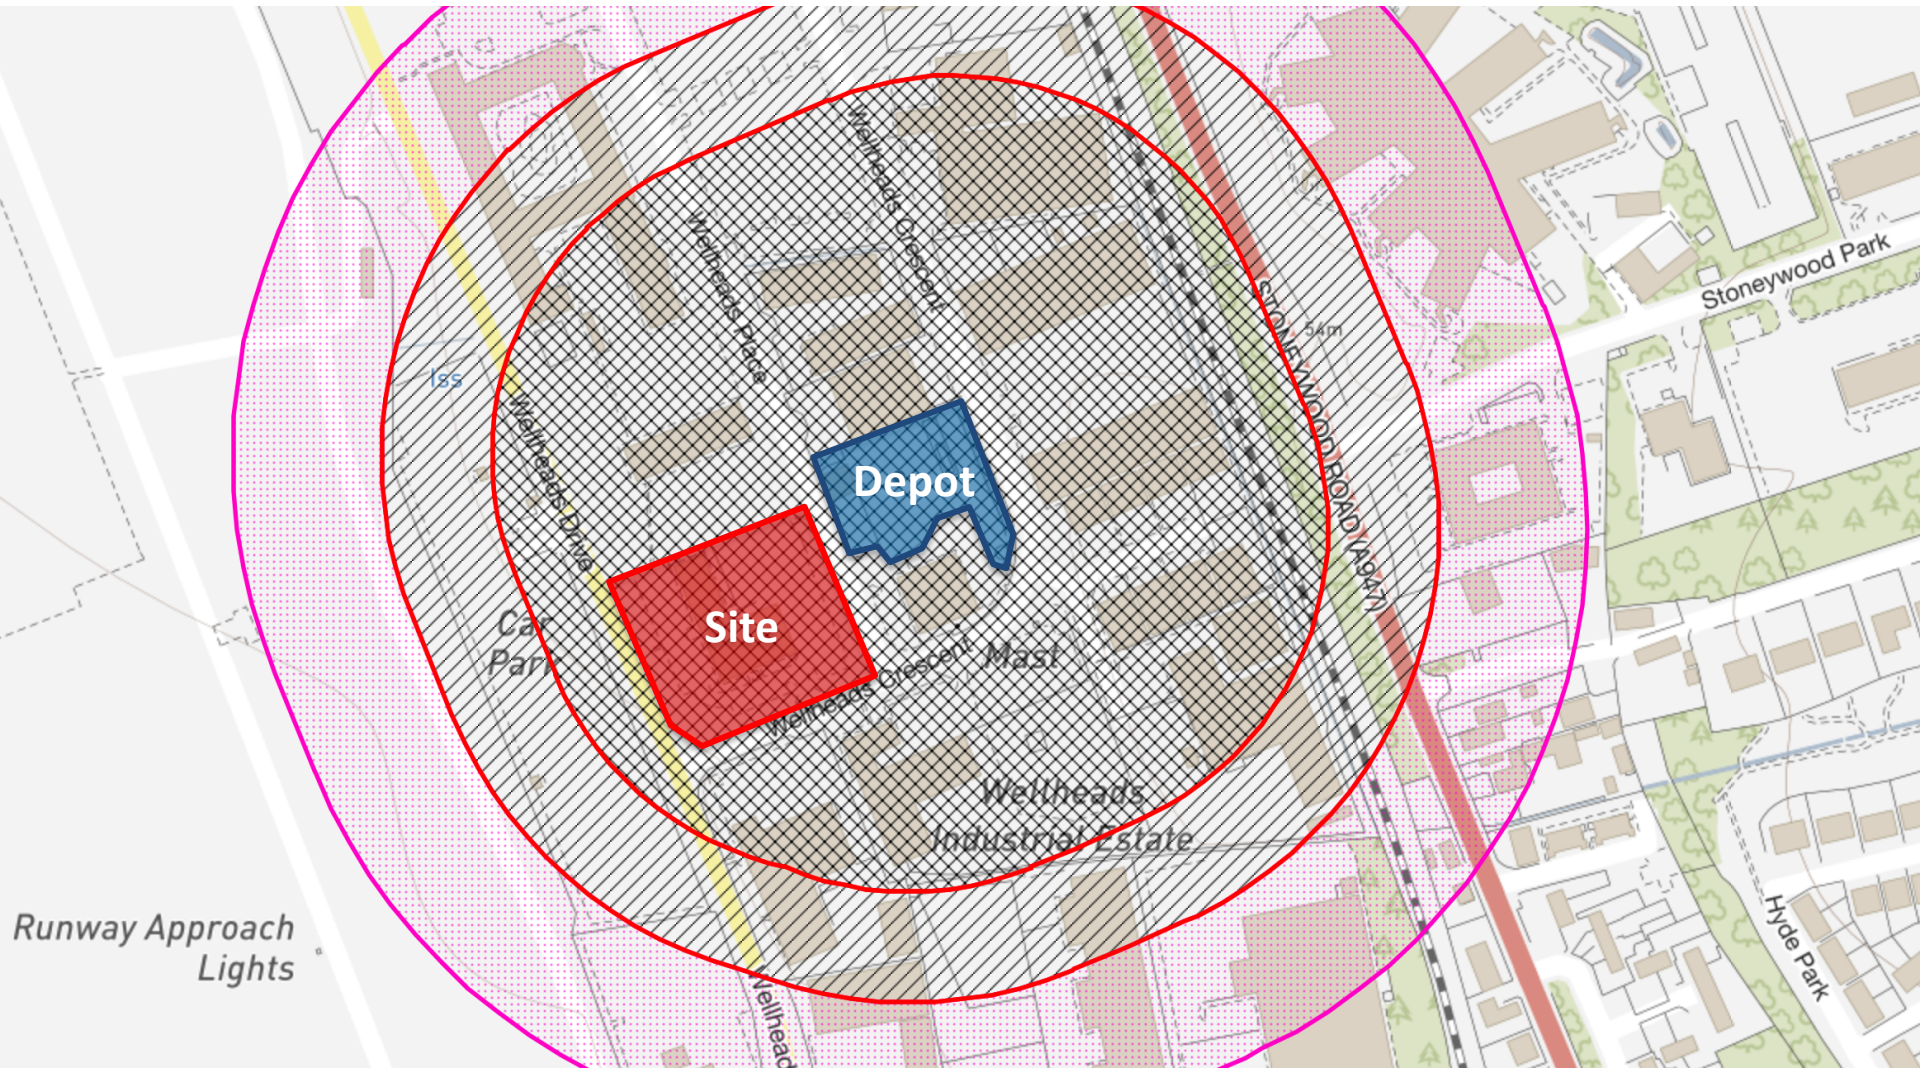 Wellheads Crescent
Wellheads Place
Stoneywood Park
STONEYWOOD ROAD (A947)
54m
Iss
Wellheads Drive
Depot
Site
Car
Park
Mast
Wellheads Crescent
Wellheads
Industrial Estate
Runway Approach
Lights
Hyde Park
Wellhead